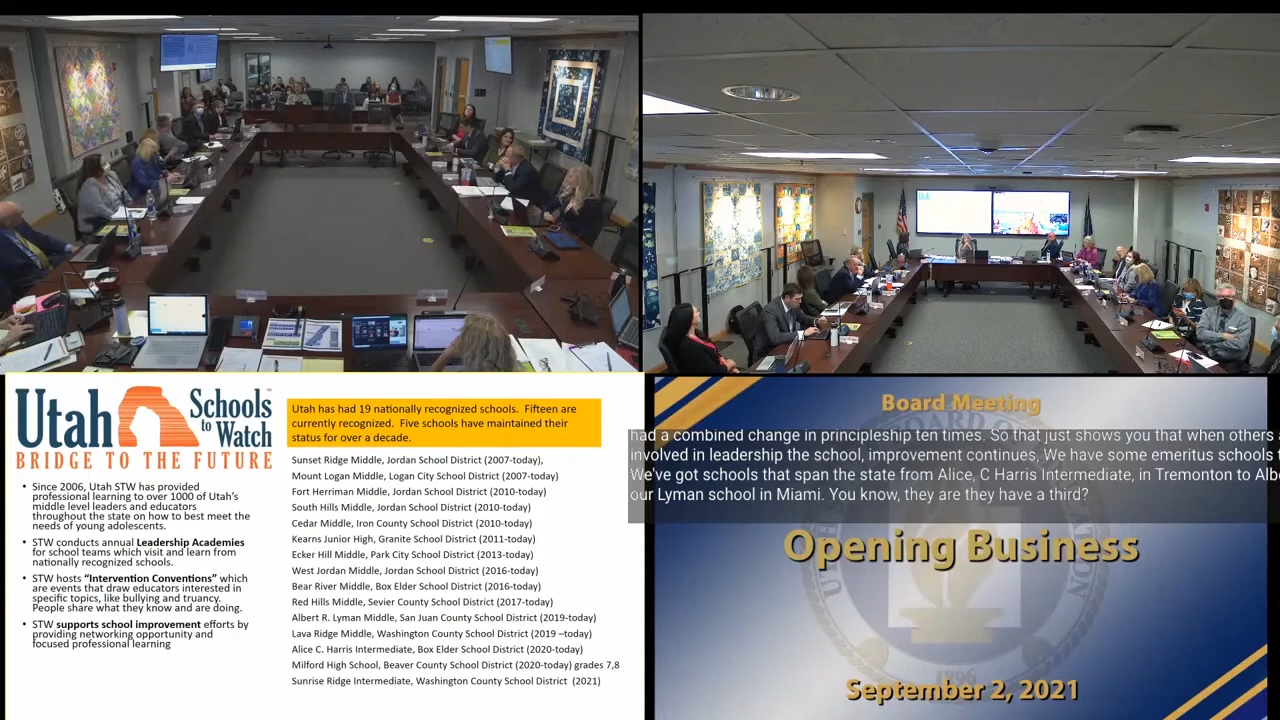 Utah Schools
to Watch
BRIDGE TO THE FUTURE
• Since 2006, Utah STW has provided
professional learning to over 1000 of Utah's
middle level leaders and educators
throughout the state on how to best meet the
needs of young adolescents.
• STW conducts annual Leadership Academies
for school teams which visit and learn from
nationally recognized schools.
• STW hosts "Intervention Conventions" which
are events that draw educators interested in
specific topics, like bullying and truancy.
People share what they know and are doing.
• STW supports school improvement efforts by
providing networking opportunity and
focused professional learning
Utah has had 19 nationally recognized schools. Fifteen are
currently recognized. Five schools have maintained their
status for over a decade.
Sunset Ridge Middle, Jordan School District (2007-today),
Mount Logan Middle, Logan City School District (2007-today)
Fort Herriman Middle, Jordan School District (2010-today)
South Hills Middle, Jordan School District (2010-today)
Cedar Middle, Iron County School District (2010-today)
Kearns Junior High, Granite School District (2011-today)
Ecker Hill Middle, Park City School District (2013-today)
West Jordan Middle, Jordan School District (2016-today)
Bear River Middle, Box Elder School District (2016-today)
Red Hills Middle, Sevier County School District (2017-today)
Albert R. Lyman Middle, San Juan County School District (2019-today)
Lava Ridge Middle, Washington County School District (2019 –today)
Alice C. Harris Intermediate, Box Elder School District (2020-today)
Milford High School, Beaver County School District (2020-today) grades 7,8
Sunrise Ridge Intermediate, Washington County School District (2021)
Board Meeting
had a combined change in principleship ten times. So that just shows you that when others
involved in leadership the school, improvement continues, We have some emeritus schools
We've got schools that span the state from Alice, C Harris Intermediate, in Tremonton to
our Lyman school in Miami. You know, they are they have a third?
Opening Business
1896
September 2, 2021